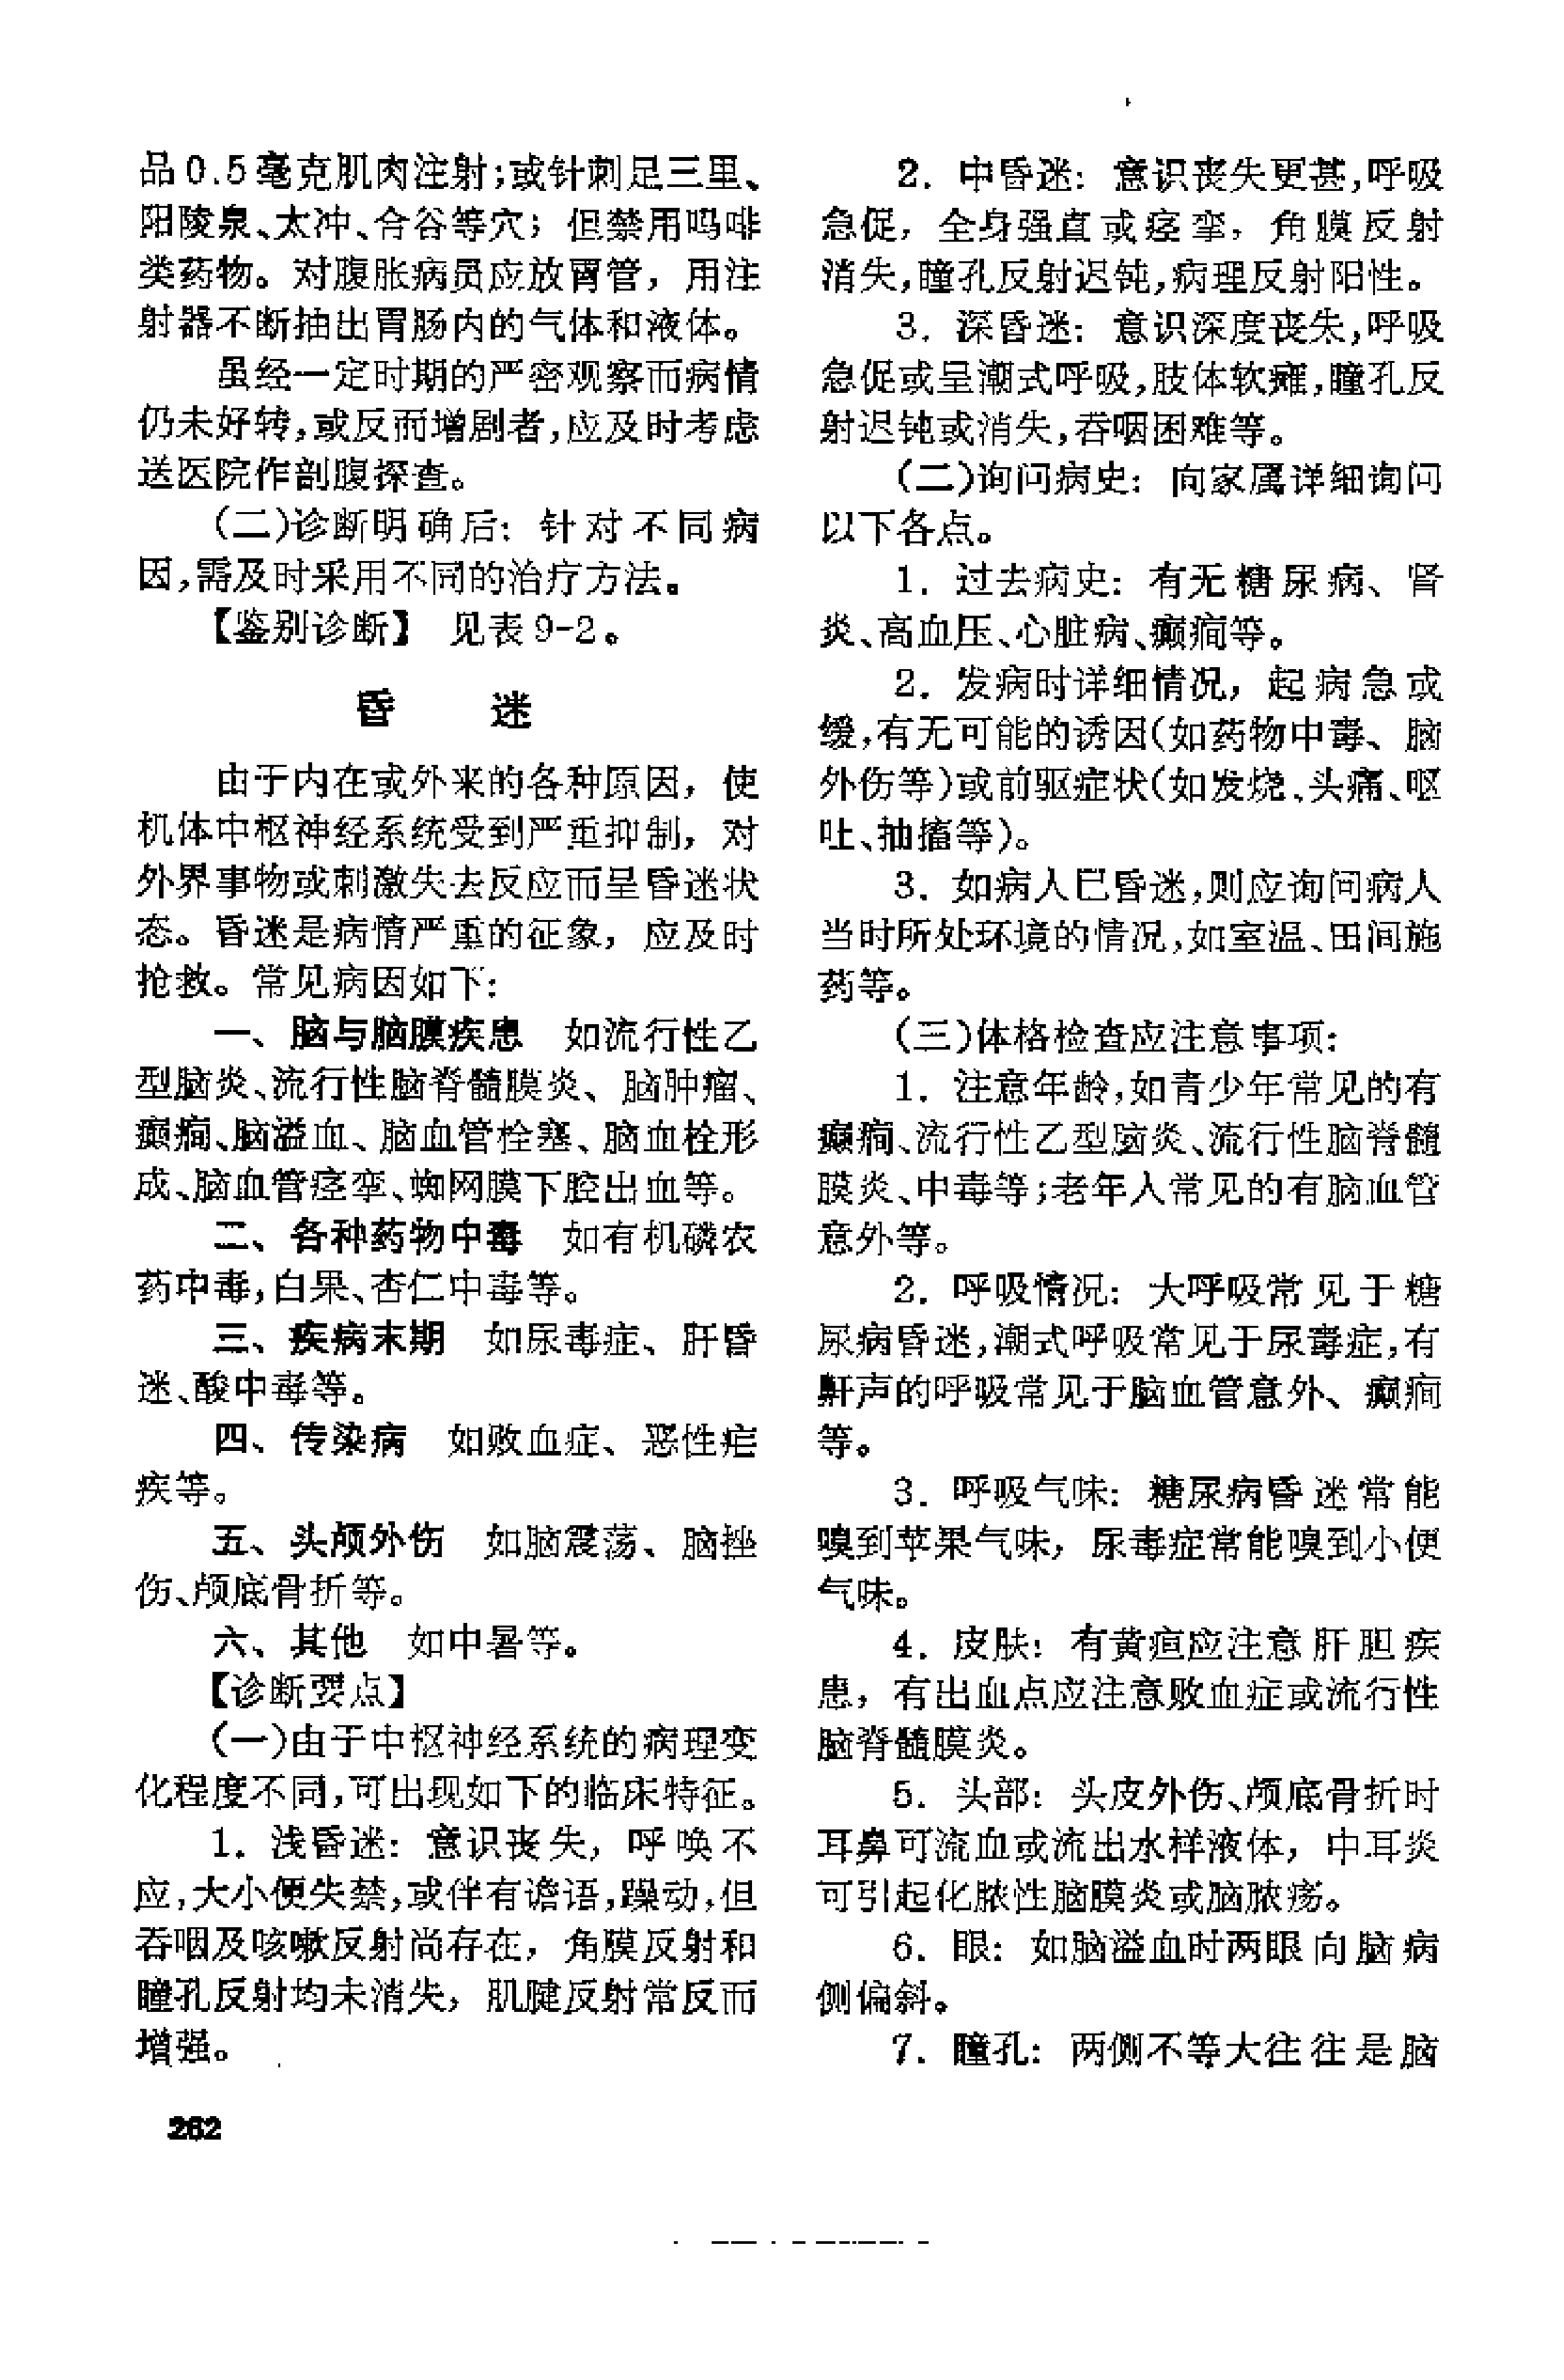 品0.5毫克肌肉注射;或针刺足三里、
阳陵泉、太冲、合谷等穴；但禁用吗啡
类药物。对腹胀病员应放胃管，用注
射器不断抽出胃肠内的气体和液体。
虽经一定时期的严密观察而病情
仍未好转,或反而增剧者,应及时考虑
送医院作剖腹探查。
(二)诊断明确后：针对不同病
因,需及时采用不同的治疗方法。
【鉴别诊断】 见表9-2。
昏 迷
由于内在或外来的各种原因，使
机体中枢神经系统受到严重抑制，对
外界事物或刺激失去反应而呈昏迷状
态。昏迷是病情严重的征象，应及时
抢救。常见病因如下：
一、脑与脑膜疾患 如流行性乙
型脑炎、流行性脑脊髓膜炎、脑肿瘤、
癫痫、脑溢血、脑血管栓塞、脑血栓形
成、脑血管痉挛、蜘网膜下腔出血等。
二、各种药物中毒 如有机磷农
药中毒,白果、杏仁中毒等。
三、疾病末期 如尿毒症、肝昏
迷、酸中毒等。
四、传染病 如败血症、恶性疟
疾等。
五、头颅外伤 如脑震荡、脑挫
伤、颅底骨折等。
六、其他 如中暑等。
【诊断要点】
(一)由于中枢神经系统的病理变
化程度不同,可出现如下的临床特征。
1. 浅昏迷：意识丧失，呼唤不
应,大小便失禁,或伴有谵语,躁动,但
吞咽及咳嗽反射尚存在，角膜反射和
瞳孔反射均未消失，肌腱反射常反而
增强。
262
2. 中昏迷：意识丧失更甚,呼吸
急促，全身强直或痉挛，角膜反射
消失,瞳孔反射迟钝,病理反射阳性。
3. 深昏迷：意识深度丧失,呼吸
急促或呈潮式呼吸,肢体软瘫,瞳孔反
射迟钝或消失,吞咽困难等。
(二)询问病史：向家属详细询问
以下各点。
1. 过去病史：有无糖尿病、肾
炎、高血压、心脏病、癫痫等。
2. 发病时详细情况，起病急或
缓,有无可能的诱因(如药物中毒、脑
外伤等)或前驱症状(如发烧、头痛、呕
吐、抽搐等)。
3. 如病人已昏迷,则应询问病人
当时所处环境的情况,如室温、田间施
药等。
(三)体格检查应注意事项：
1. 注意年龄,如青少年常见的有
癫痫、流行性乙型脑炎、流行性脑脊髓
膜炎、中毒等;老年人常见的有脑血管
意外等。
2. 呼吸情况：大呼吸常见于糖
尿病昏迷,潮式呼吸常见于尿毒症,有
鼾声的呼吸常见于脑血管意外、癫痫
等。
3. 呼吸气味：糖尿病昏迷常能
嗅到苹果气味，尿毒症常能嗅到小便
气味。
4. 皮肤：有黄疸应注意肝胆疾
患，有出血点应注意败血症或流行性
脑脊髓膜炎。
5. 头部：头皮外伤、颅底骨折时
耳鼻可流血或流出水样液体，中耳炎
可引起化脓性脑膜炎或脑脓疡。
6. 眼：如脑溢血时两眼向脑病
侧偏斜。
7. 瞳孔：两侧不等大往往是脑